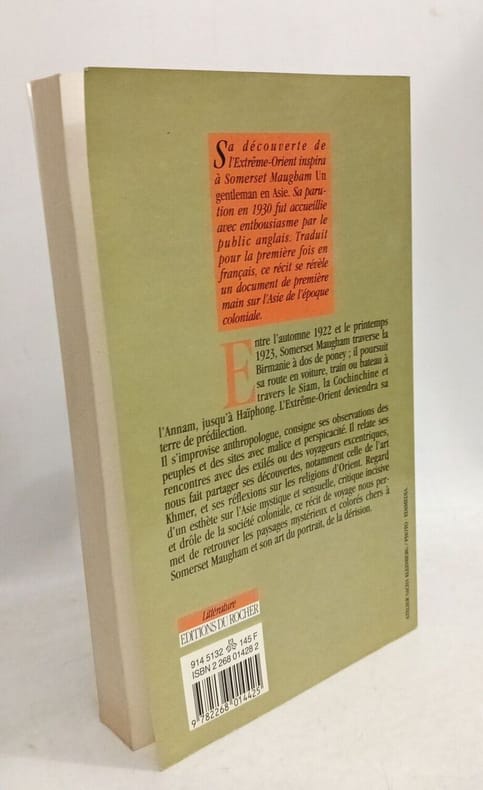 Sa découverte de
l'Extrême-Orient inspira
à Somerset Maugham Un
gentleman en Asie. Sa paru-
tion en 1930 fut accueillie
avec enthousiasme par le
public anglais. Traduit
pour la première fois en
français, ce récit se révèle
un document de première
main sur l'Asie de l'époque
coloniale.
Entre l'automne 1922 et le printemps
1923, Somerset Maugham traverse la
Birmanie à dos de poney ; il poursuit
sa route en voiture, train ou bateau à
travers le Siam, la Cochinchine et
l'Annam, jusqu'à Haïphong. L'Extrême-Orient deviendra sa
terre de prédilection.
Il s'improvise anthropologue, consigne ses observations des
peuples et des sites avec malice et perspicacité. Il relate ses
rencontres avec des exilés ou des voyageurs excentriques,
nous fait partager ses découvertes, notamment celle de l'art
Khmer, et ses réflexions sur les religions d'Orient. Regard
d'un esthète sur l'Asie mystique et sensuelle, critique incisive
et drôle de la société coloniale, ce récit de voyage nous per-
met de retrouver les paysages mystérieux et colorés chers à
Somerset Maugham et son art du portrait, de la dérision.
ATELIER SACHA KLEINBERG / PHOTO
Littérature
EDITIONS DU ROCHER
914 5132 145 F
ISBN 2 268 01428 2
9 782268 014425